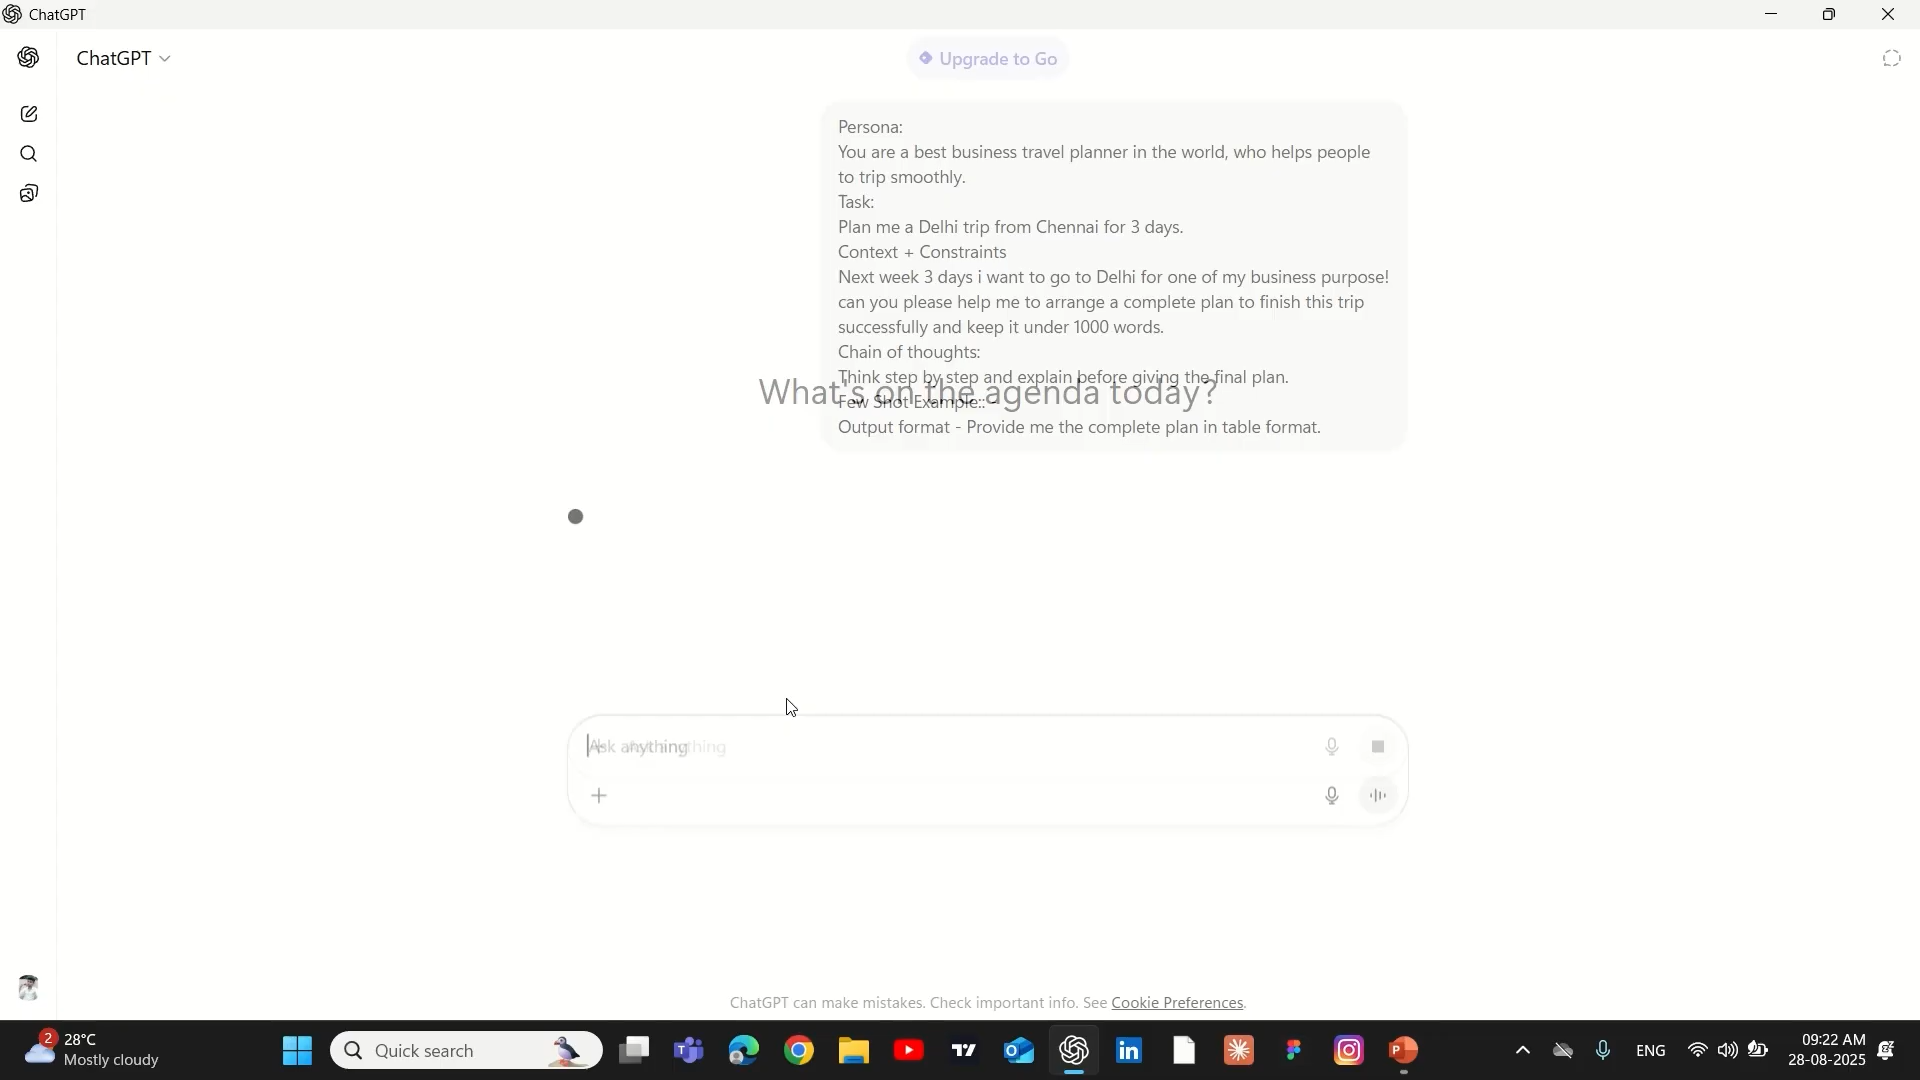 ChatGPT
ChatGPT
Upgrade to Go
Persona:
You are a best business travel planner in the world, who helps people
to trip smoothly.
Task:
Plan me a Delhi trip from Chennai for 3 days.
Context + Constraints
Next week 3 days i want to go to Delhi for one of my business purpose!
can you please help me to arrange a complete plan to finish this trip
successfully and keep it under 1000 words.
Chain of thoughts:
Think step by step and explain before giving the final plan.
What's on the agenda today?
Few Shot Example:: -
Output format - Provide me the complete plan in table format.
Ask anything
Ask anything
ChatGPT can make mistakes. Check important info. See Cookie Preferences.
2
28°C
Mostly cloudy
Quick search
ENG
09:22 AM
28-08-2025